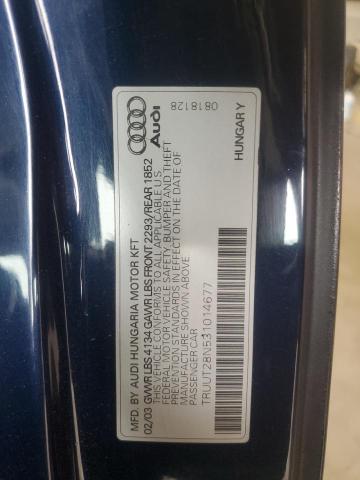 Audi
0818128
HUNGARY
MFD. BY AUDI HUNGARIA MOTOR KFT
02/03 GVWR LBS 4134 GAWR LBS FRONT 2293/REAR 1852
THIS VEHICLE CONFORMS TO ALL APPLICABLE U.S.
FEDERAL MOTOR VEHICLE SAFETY, BUMPER AND THEFT
PREVENTION STANDARDS IN EFFECT ON THE DATE OF
MANUFACTURE SHOWN ABOVE
PASSENGER CAR
TRUUT28N531014677